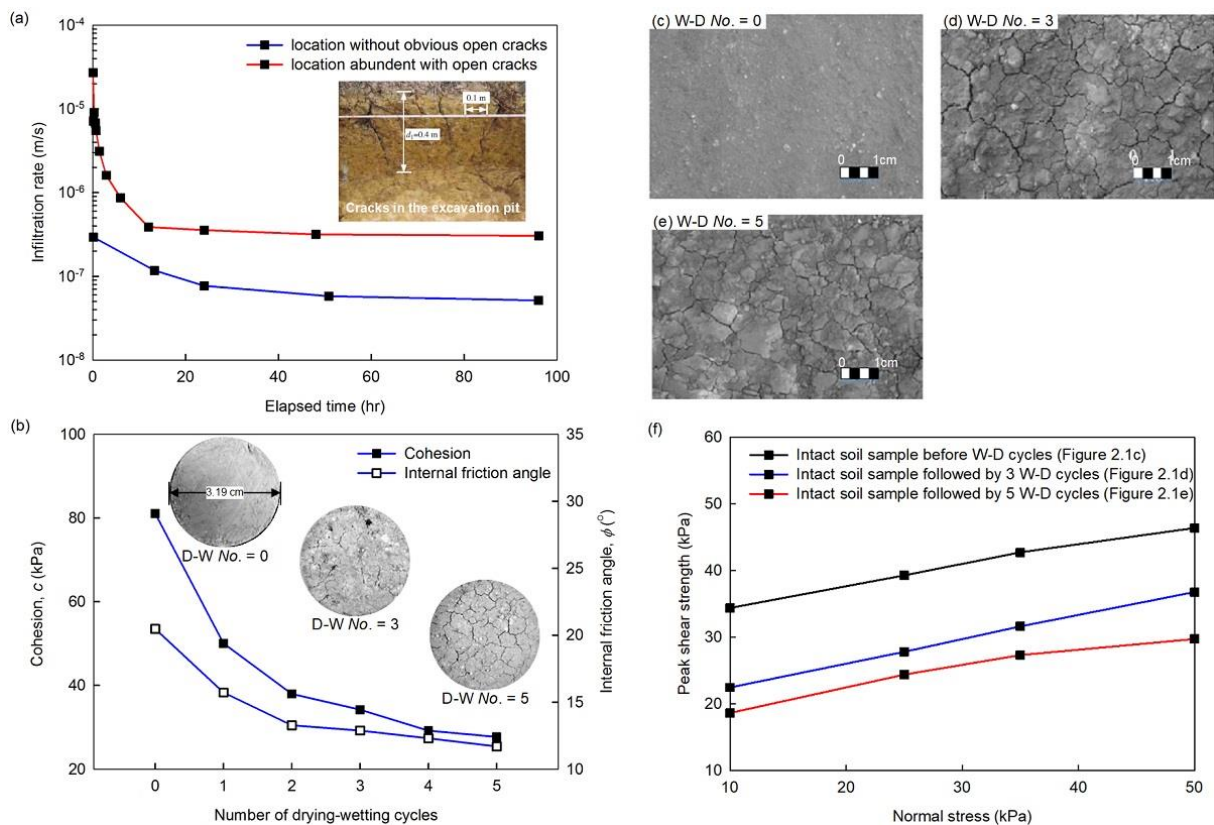 (a)
10-4
10-5
10-6
10-7
10-8
Infiltration rate (m/s)
location without obvious open cracks
location abundent with open cracks
0.1 m
d1=0.4 m
Cracks in the excavation pit
0 20 40 60 80 100
Elapsed time (hr)
(b)
100
80
60
40
20
Cohesion, c (kPa)
Cohesion
Internal friction angle
3.19 cm
D-W No. = 0
D-W No. = 3
D-W No. = 5
35
30
25
20
15
10
Internal friction angle, ϕ (°)
0 1 2 3 4 5
Number of drying-wetting cycles
(c) W-D No. = 0
0 1cm
(d) W-D No. = 3
0 1cm
(e) W-D No. = 5
0 1cm
(f)
60
50
40
30
20
10
Peak shear strength (kPa)
Intact soil sample before W-D cycles (Figure 2.1c)
Intact soil sample followed by 3 W-D cycles (Figure 2.1d)
Intact soil sample followed by 5 W-D cycles (Figure 2.1e)
10 20 30 40 50
Normal stress (kPa)